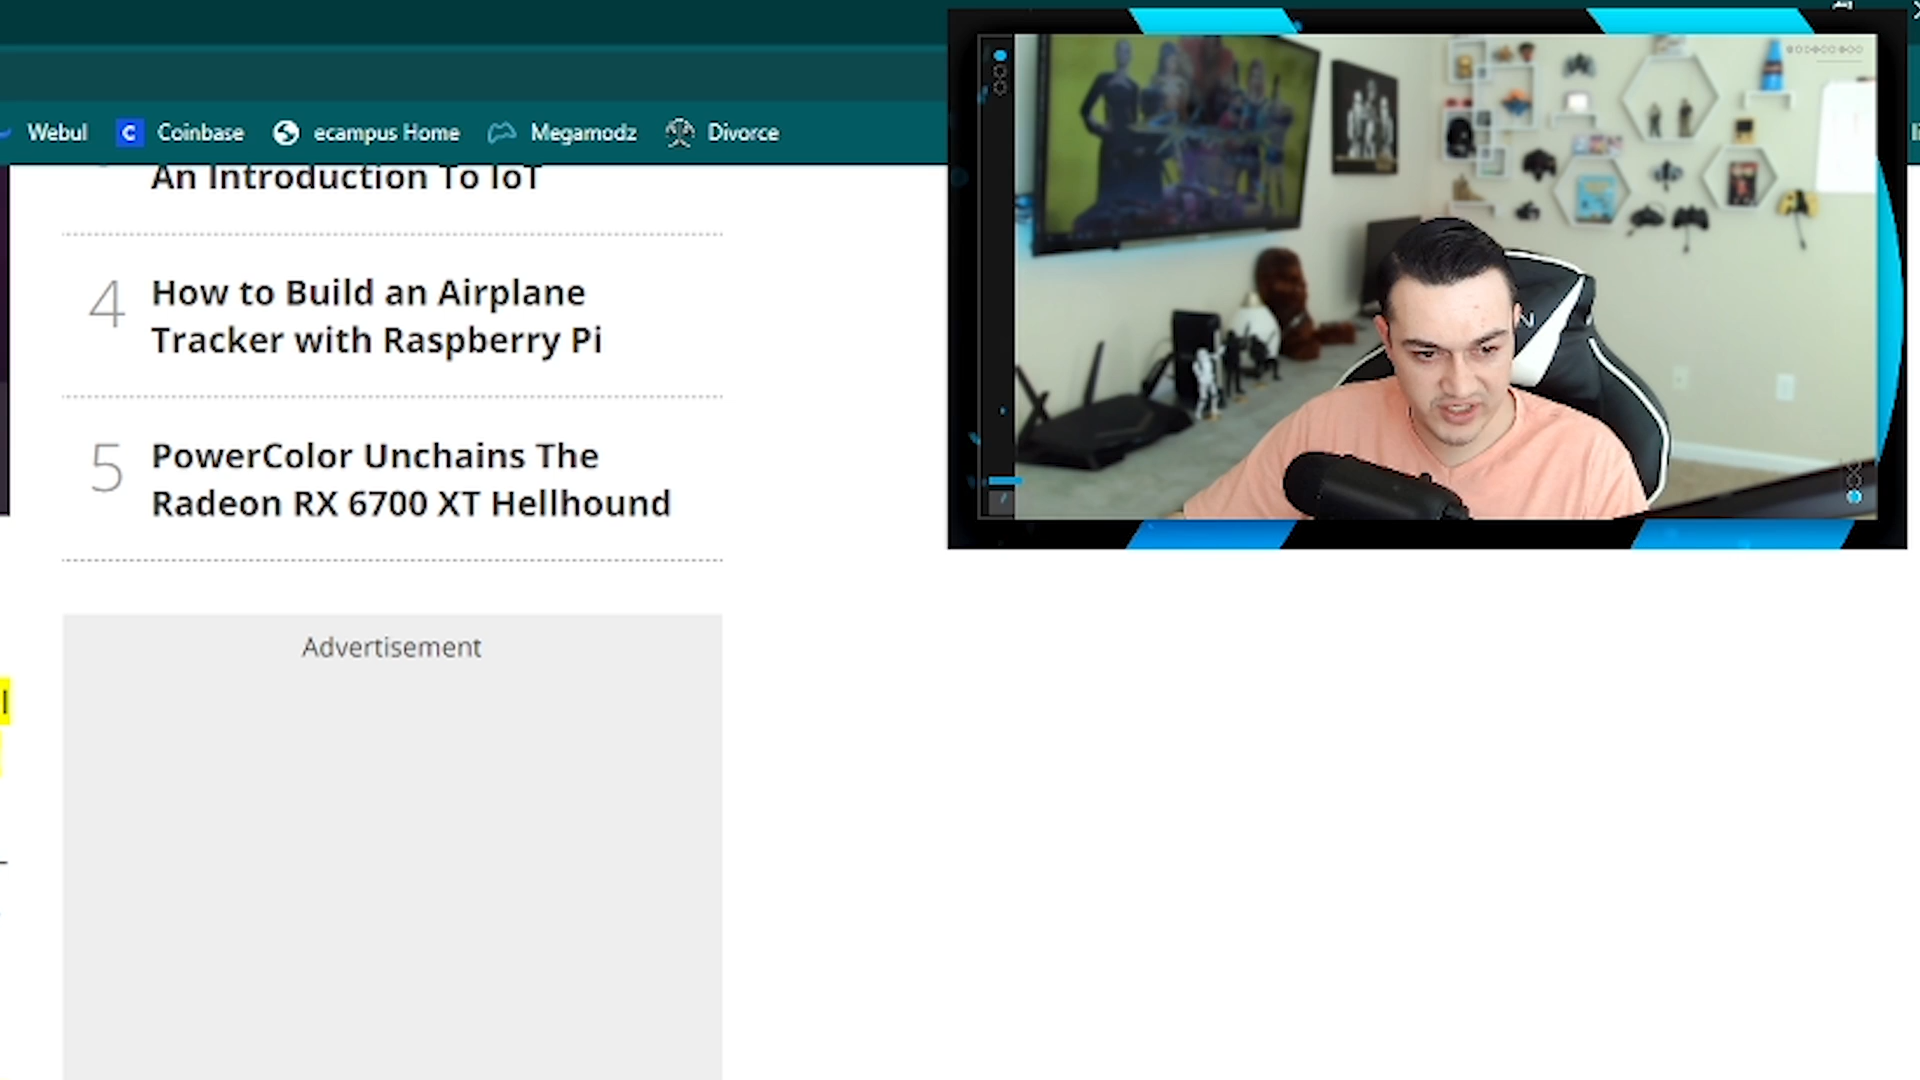 Webul
Coinbase
ecampus Home
Megamodz
Divorce
An Introduction To IoT
4
How to Build an Airplane
Tracker with Raspberry Pi
5
PowerColor Unchains The
Radeon RX 6700 XT Hellhound
Advertisement